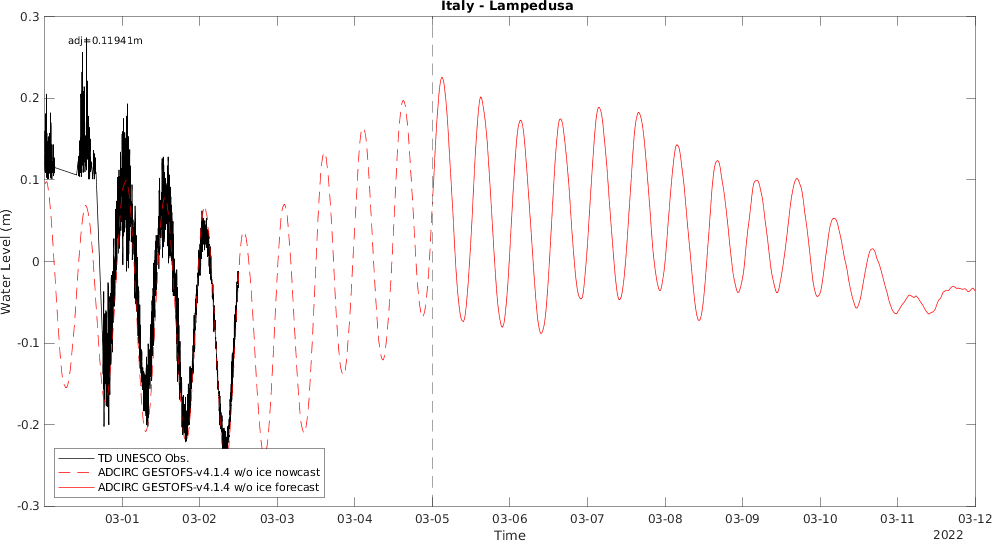 Italy - Lampedusa
0.3
adj=0.11941m
0.2
0.1
0
-0.1
-0.2
-0.3
Water Level (m)
TD UNESCO Obs.
ADCIRC GESTOFS-v4.1.4 w/o ice nowcast
ADCIRC GESTOFS-v4.1.4 w/o ice forecast
03-01 03-02 03-03 03-04 03-05 03-06 03-07 03-08 03-09 03-10 03-11 03-12
Time
2022